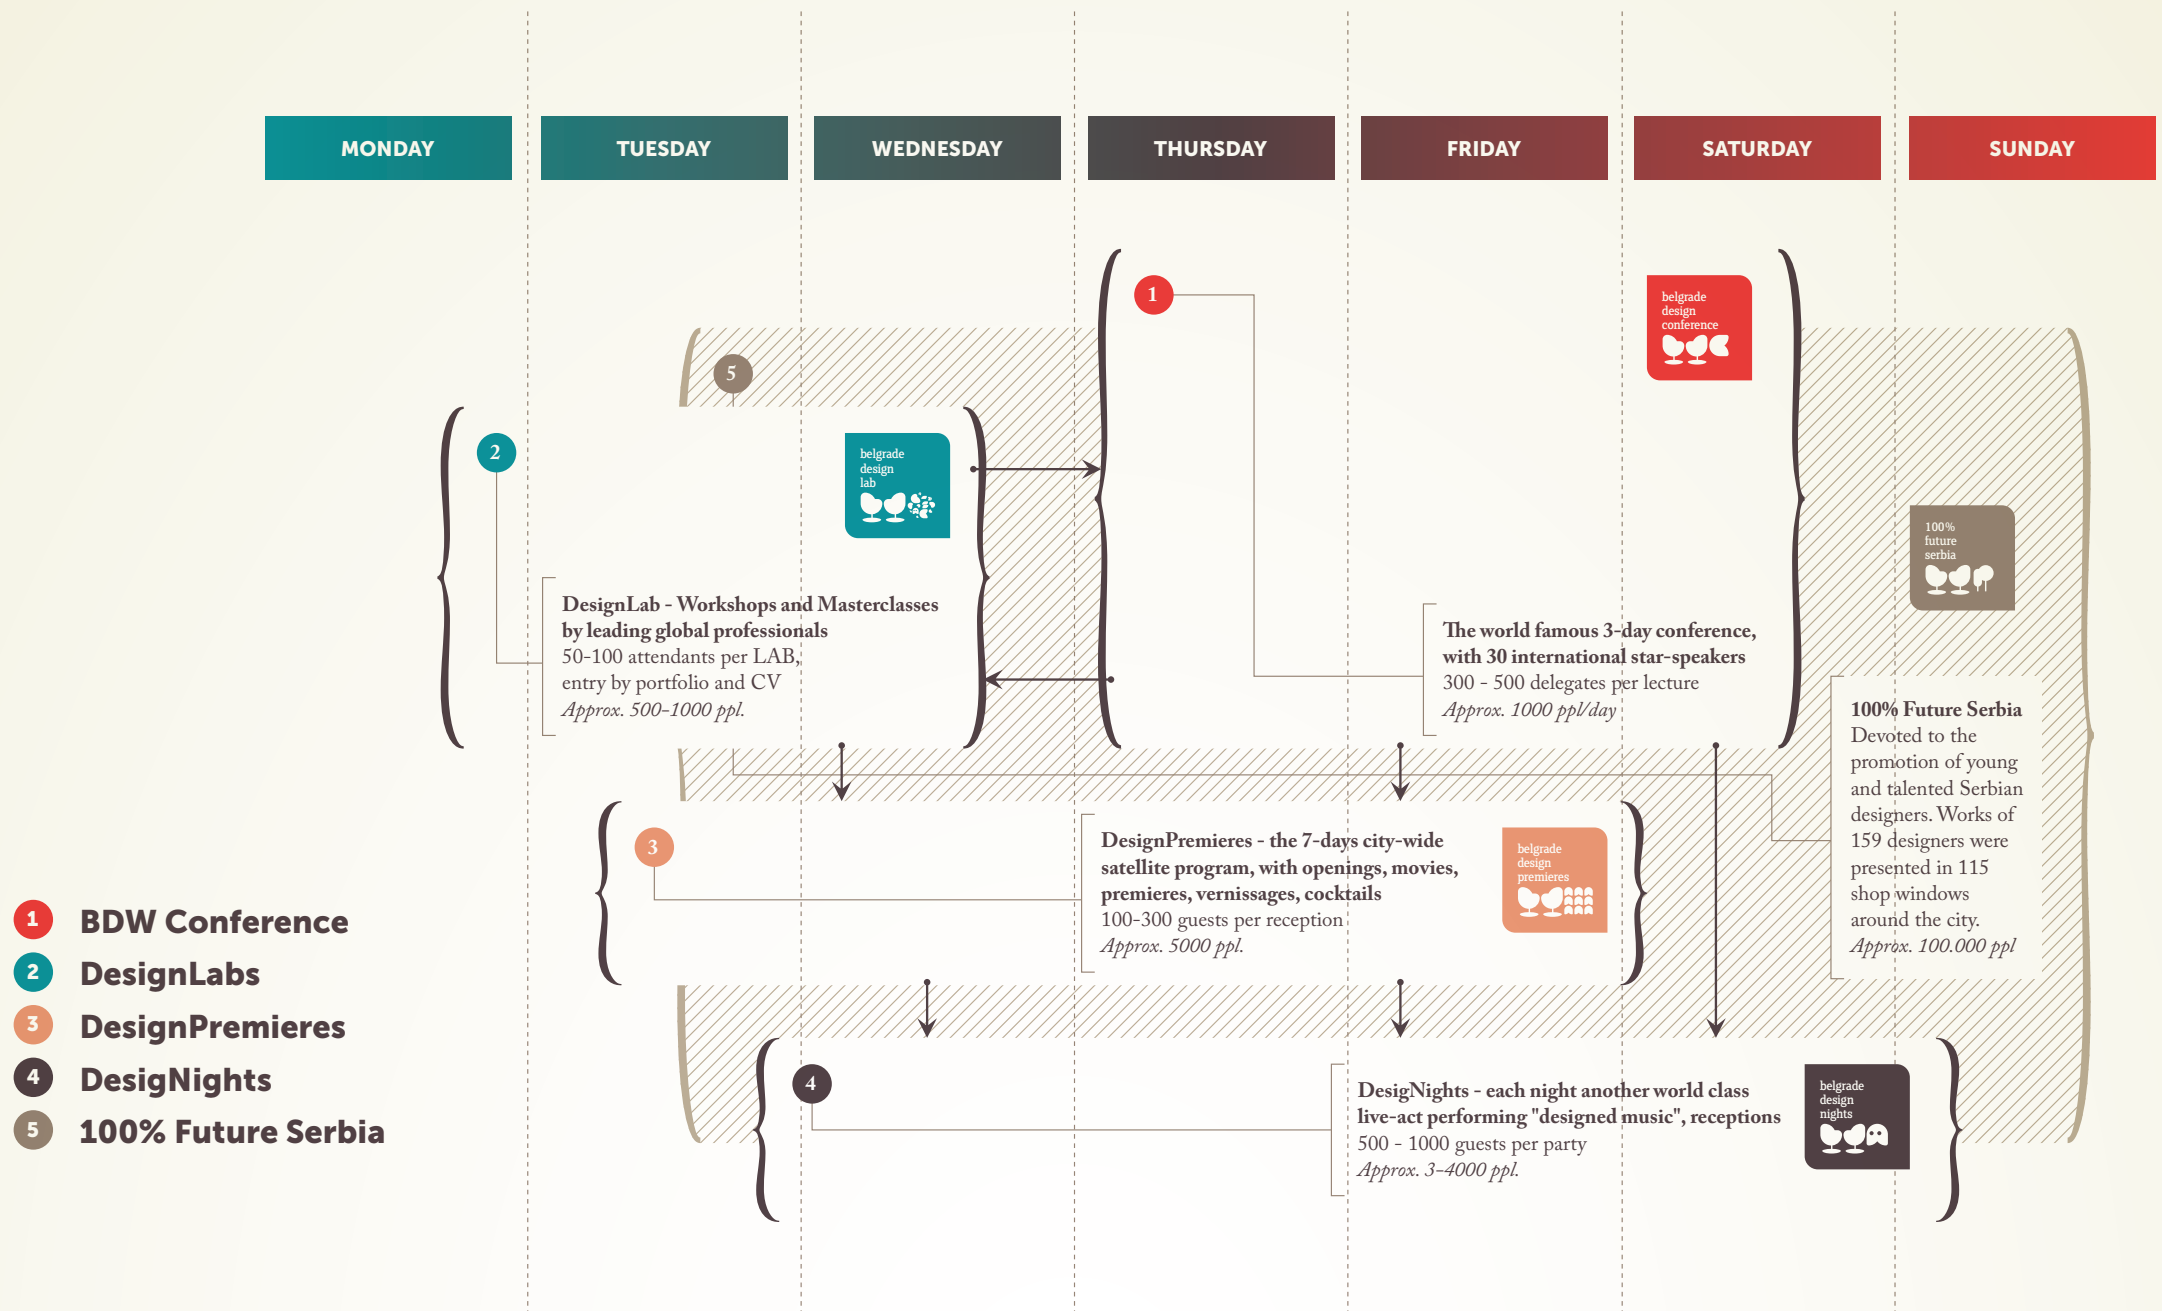 MONDAY
TUESDAY
WEDNESDAY
THURSDAY
FRIDAY
SATURDAY
SUNDAY
1
belgrade
design
conference
5
2
belgrade
design
lab
100%
future
serbia
DesignLab - Workshops and Masterclasses
by leading global professionals
50-100 attendants per LAB,
entry by portfolio and CV
Approx. 500-1000 ppl.
The world famous 3-day conference,
with 30 international star-speakers
300 - 500 delegates per lecture
Approx. 1000 ppl/day
100% Future Serbia
Devoted to the
promotion of young
and talented Serbian
designers. Works of
159 designers were
presented in 115
shop windows
around the city.
Approx. 100.000 ppl
3
DesignPremieres - the 7-days city-wide
satellite program, with openings, movies,
premieres, vernissages, cocktails
100-300 guests per reception
Approx. 5000 ppl.
belgrade
design
premieres
1 BDW Conference
2 DesignLabs
3 DesignPremieres
4 DesigNights
5 100% Future Serbia
4
DesigNights - each night another world class
live-act performing "designed music", receptions
500 - 1000 guests per party
Approx. 3-4000 ppl.
belgrade
design
nights